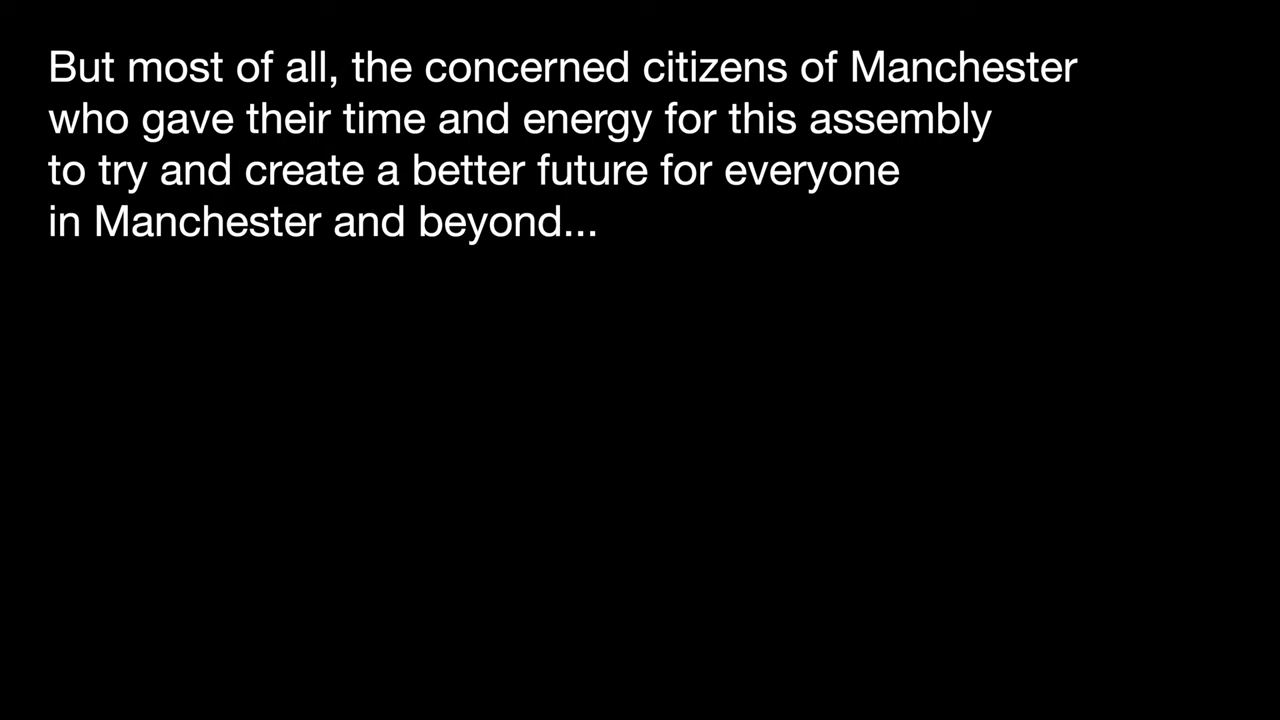 But most of all, the concerned citizens of Manchester
who gave their time and energy for this assembly
to try and create a better future for everyone
in Manchester and beyond...